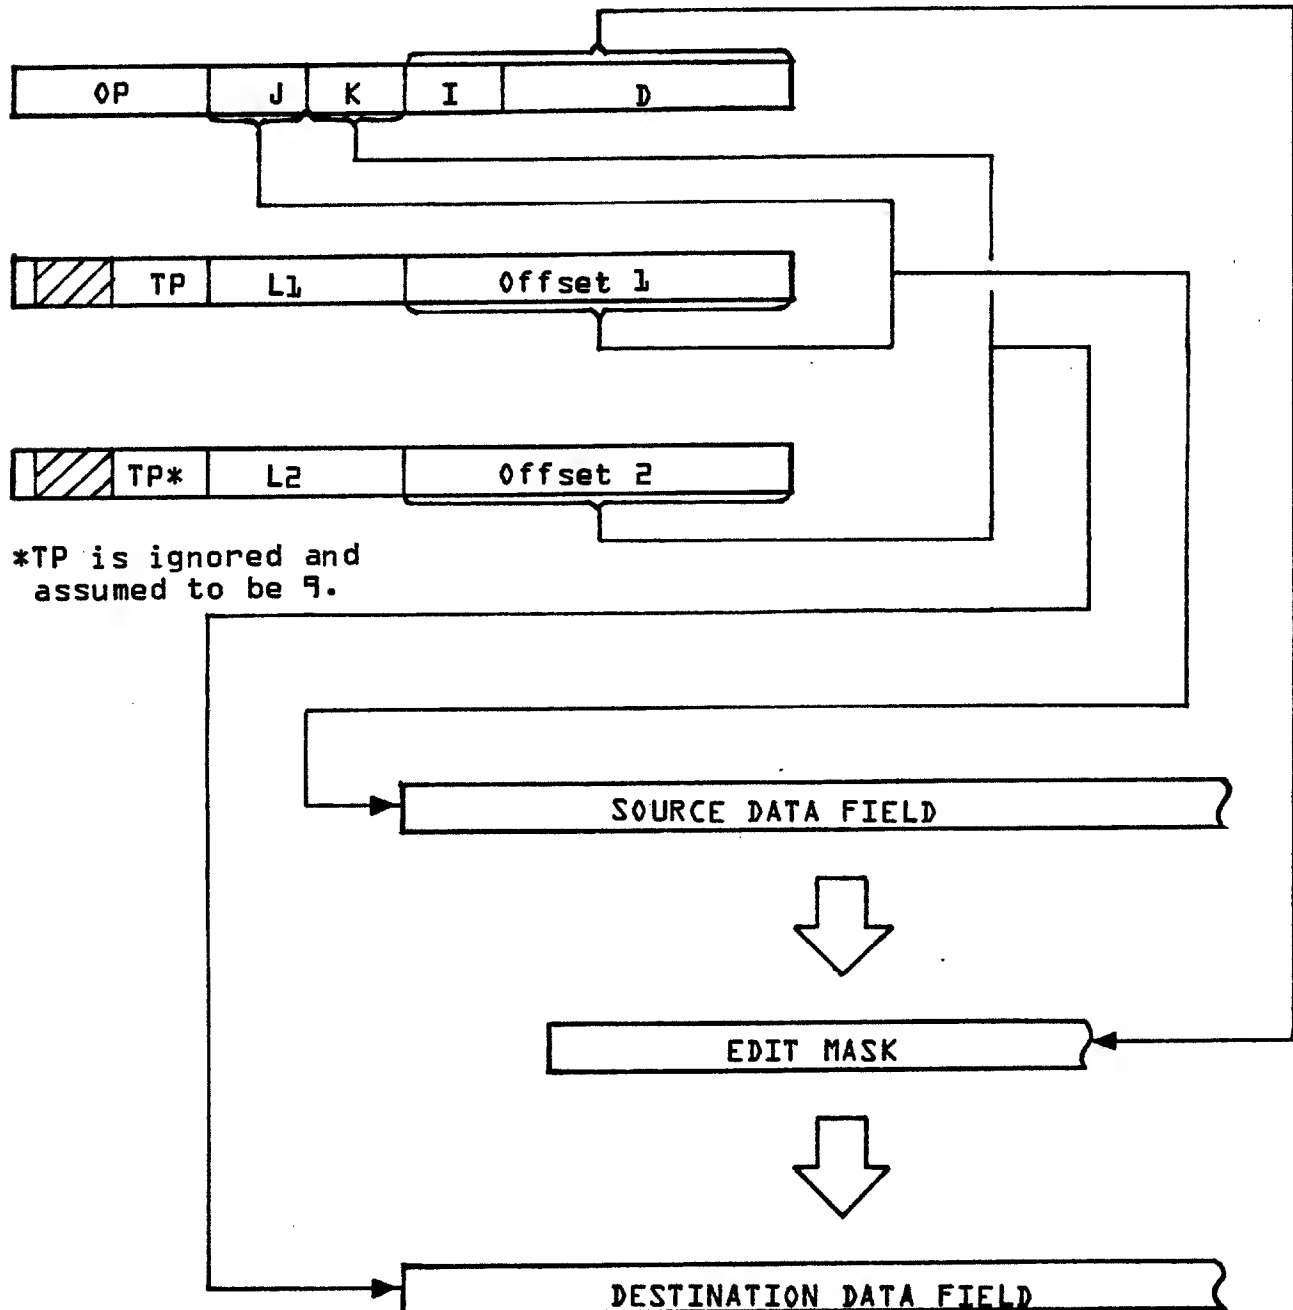 OP J K I D
TP L1 Offset 1
TP* L2 Offset 2
*TP is ignored and
assumed to be 9.
SOURCE DATA FIELD
EDIT MASK
DESTINATION DATA FIELD